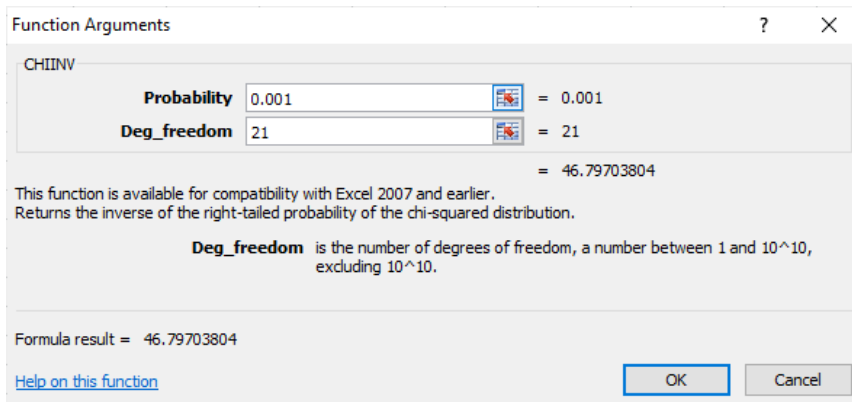 Function Arguments ? ×
CHIINV
Probability 0.001 = 0.001
Deg_freedom 21 = 21
= 46.79703804
This function is available for compatibility with Excel 2007 and earlier.
Returns the inverse of the right-tailed probability of the chi-squared distribution.
Deg_freedom is the number of degrees of freedom, a number between 1 and 10^10,
excluding 10^10.
Formula result = 46.79703804
Help on this function OK Cancel